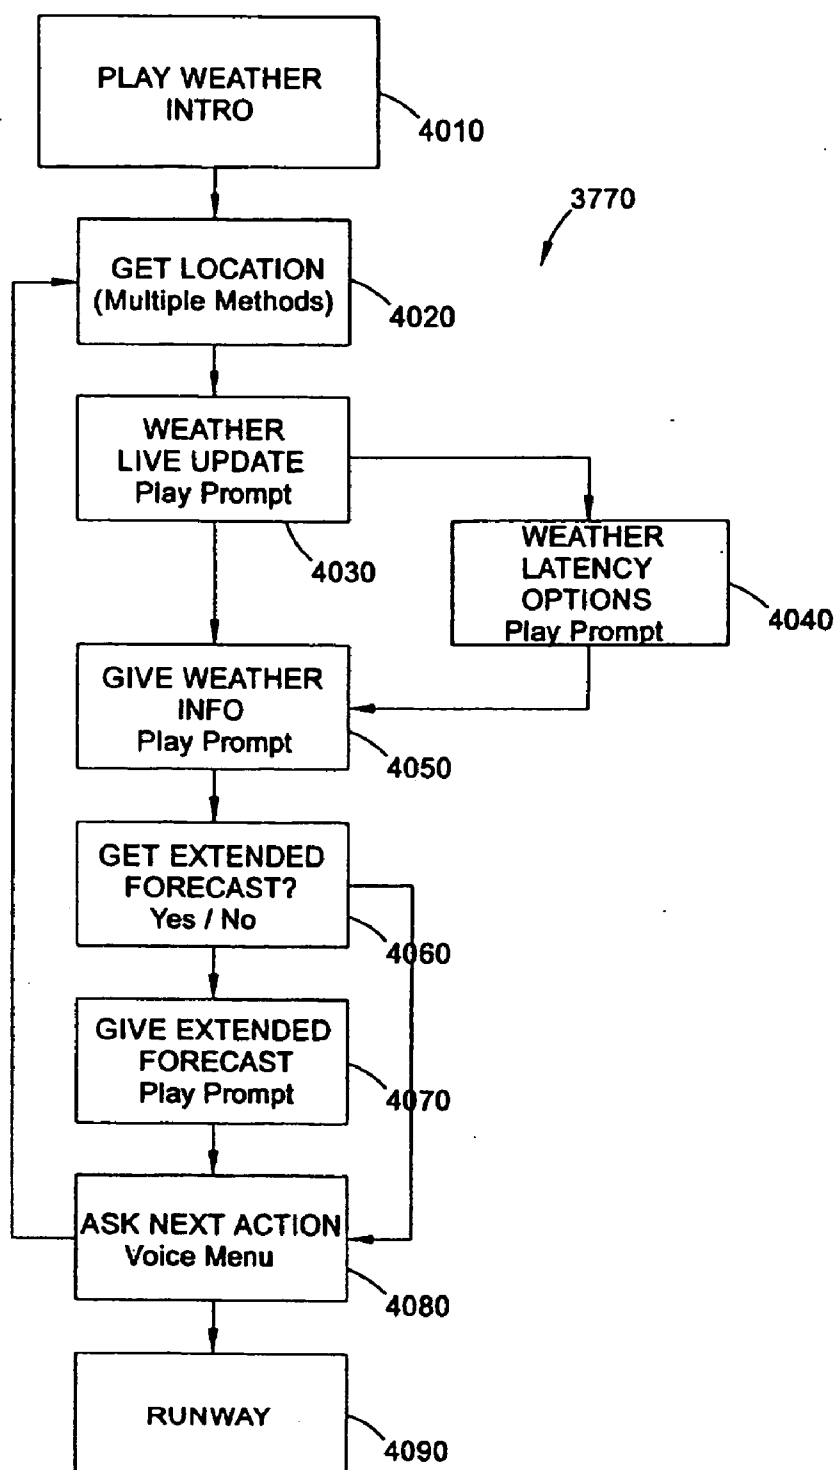 PLAY WEATHER
INTRO
4010
3770
GET LOCATION
(Multiple Methods)
4020
WEATHER
LIVE UPDATE
Play Prompt
4030
WEATHER
LATENCY
OPTIONS
Play Prompt
4040
GIVE WEATHER
INFO
Play Prompt
4050
GET EXTENDED
FORECAST?
Yes / No
4060
GIVE EXTENDED
FORECAST
Play Prompt
4070
ASK NEXT ACTION
Voice Menu
4080
RUNWAY
4090